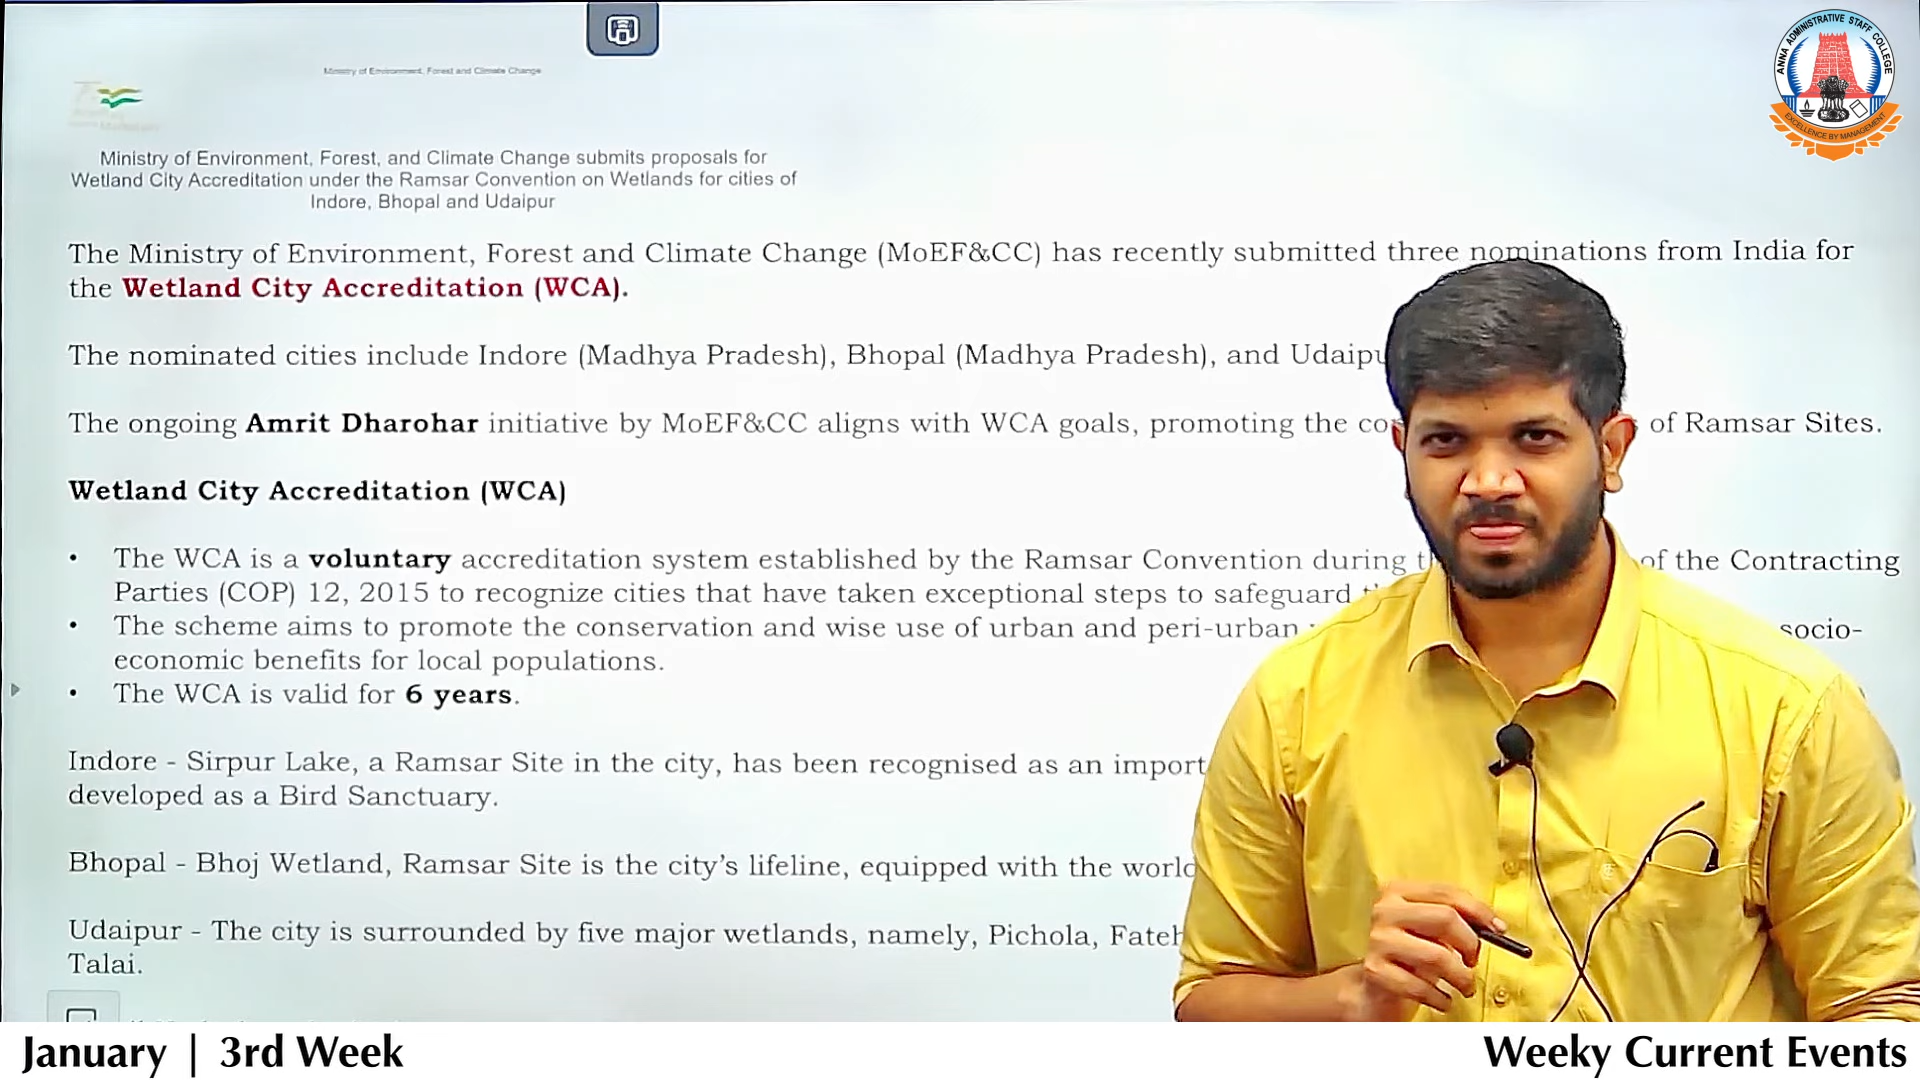 Ministry of Environment, Forest and Climate Change
ANNA ADMINISTRATIVE STAFF COLLEGE
EXCELLENCE BY MANAGEMENT
Ministry of Environment, Forest, and Climate Change submits proposals for
Wetland City Accreditation under the Ramsar Convention on Wetlands for cities of
Indore, Bhopal and Udaipur
The Ministry of Environment, Forest and Climate Change (MoEF&CC) has recently submitted three nominations from India for
the Wetland City Accreditation (WCA).
The nominated cities include Indore (Madhya Pradesh), Bhopal (Madhya Pradesh), and
The ongoing Amrit Dharohar initiative by MoEF&CC aligns with WCA goals, promoting the of Ramsar Sites.
Wetland City Accreditation (WCA)
• The WCA is a voluntary accreditation system established by the Ramsar Convention during of the Contracting
Parties (COP) 12, 2015 to recognize cities that have taken exceptional steps to safeguard
• The scheme aims to promote the conservation and wise use of urban and peri-urban socio-
economic benefits for local populations.
• The WCA is valid for 6 years.
Indore - Sirpur Lake, a Ramsar Site in the city, has been recognised as an import
developed as a Bird Sanctuary.
Bhopal - Bhoj Wetland, Ramsar Site is the city's lifeline, equipped with the world
Udaipur - The city is surrounded by five major wetlands, namely, Pichola, Fateh
Talai.
January | 3rd Week
Weeky Current Events